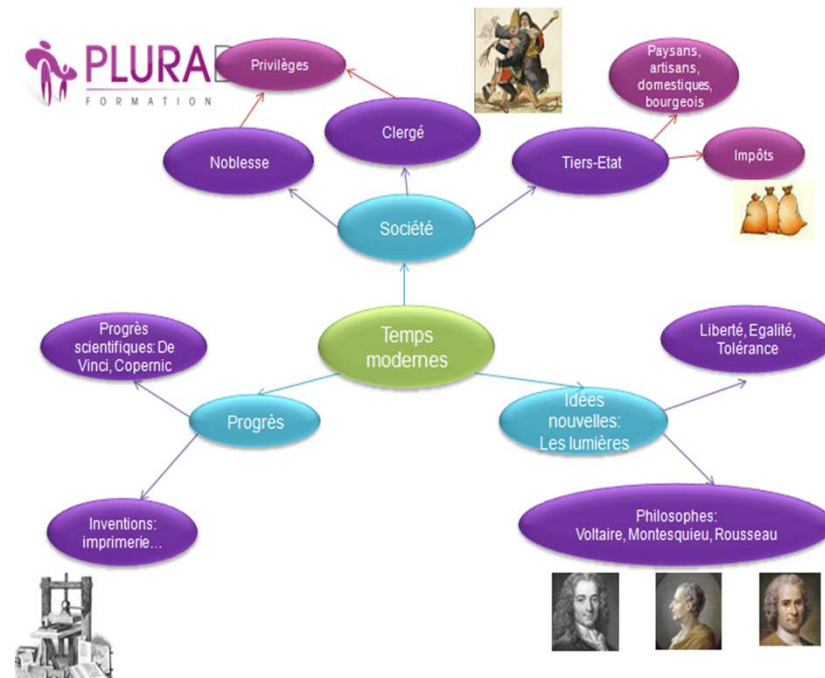 PLURA
FORMATION
Privilèges
Paysans,
artisans,
domestiques,
bourgeois
Noblesse
Clergé
Tiers-Etat
Impôts
Société
Temps
modernes
Progrès
scientifiques: De
Vinci, Copernic
Liberté, Egalité,
Tolérance
Progrès
Idées
nouvelles:
Les lumières
Inventions:
imprimerie...
Philosophes:
Voltaire, Montesquieu, Rousseau